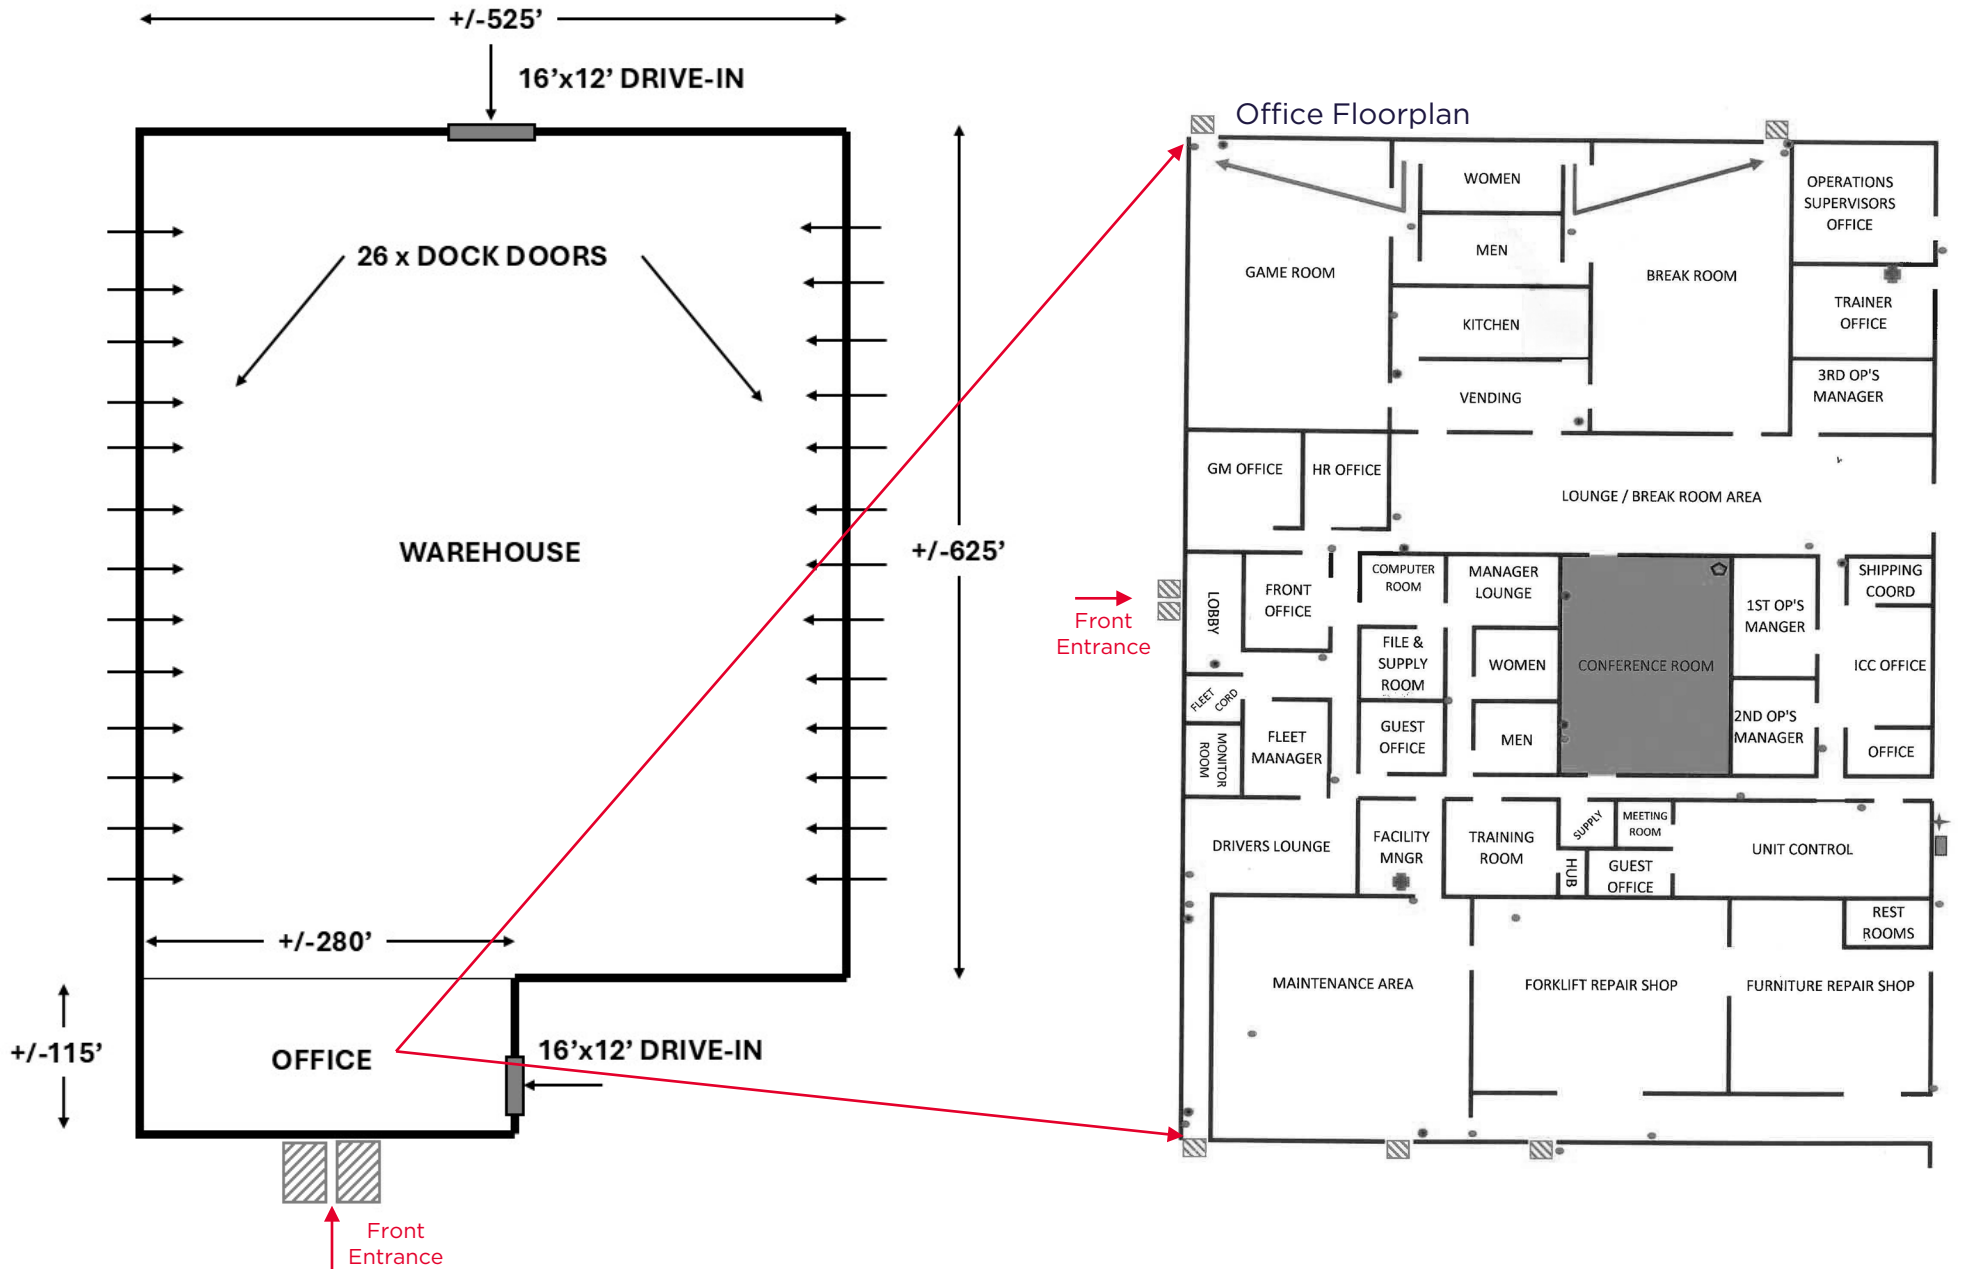 +/-525’
16’x12’ DRIVE-IN
26 x DOCK DOORS
WAREHOUSE
+/-625’
+/-280’
+/-115’
OFFICE
16’x12’ DRIVE-IN
Front
Entrance
Office Floorplan
WOMEN
MEN
GAME ROOM
KITCHEN
VENDING
BREAK ROOM
OPERATIONS
SUPERVISORS
OFFICE
TRAINER
OFFICE
3RD OP'S
MANAGER
GM OFFICE
HR OFFICE
LOUNGE / BREAK ROOM AREA
Front
Entrance
LOBBY
FRONT
OFFICE
COMPUTER
ROOM
MANAGER
LOUNGE
FILE &
SUPPLY
ROOM
WOMEN
CONFERENCE ROOM
1ST OP'S
MANGER
SHIPPING
COORD
ICC OFFICE
FLEET
CORD
MONITOR
ROOM
FLEET
MANAGER
GUEST
OFFICE
MEN
2ND OP'S
MANAGER
OFFICE
DRIVERS LOUNGE
FACILITY
MNGR
TRAINING
ROOM
SUPPLY
MEETING
ROOM
HUB
GUEST
OFFICE
UNIT CONTROL
REST
ROOMS
MAINTENANCE AREA
FORKLIFT REPAIR SHOP
FURNITURE REPAIR SHOP